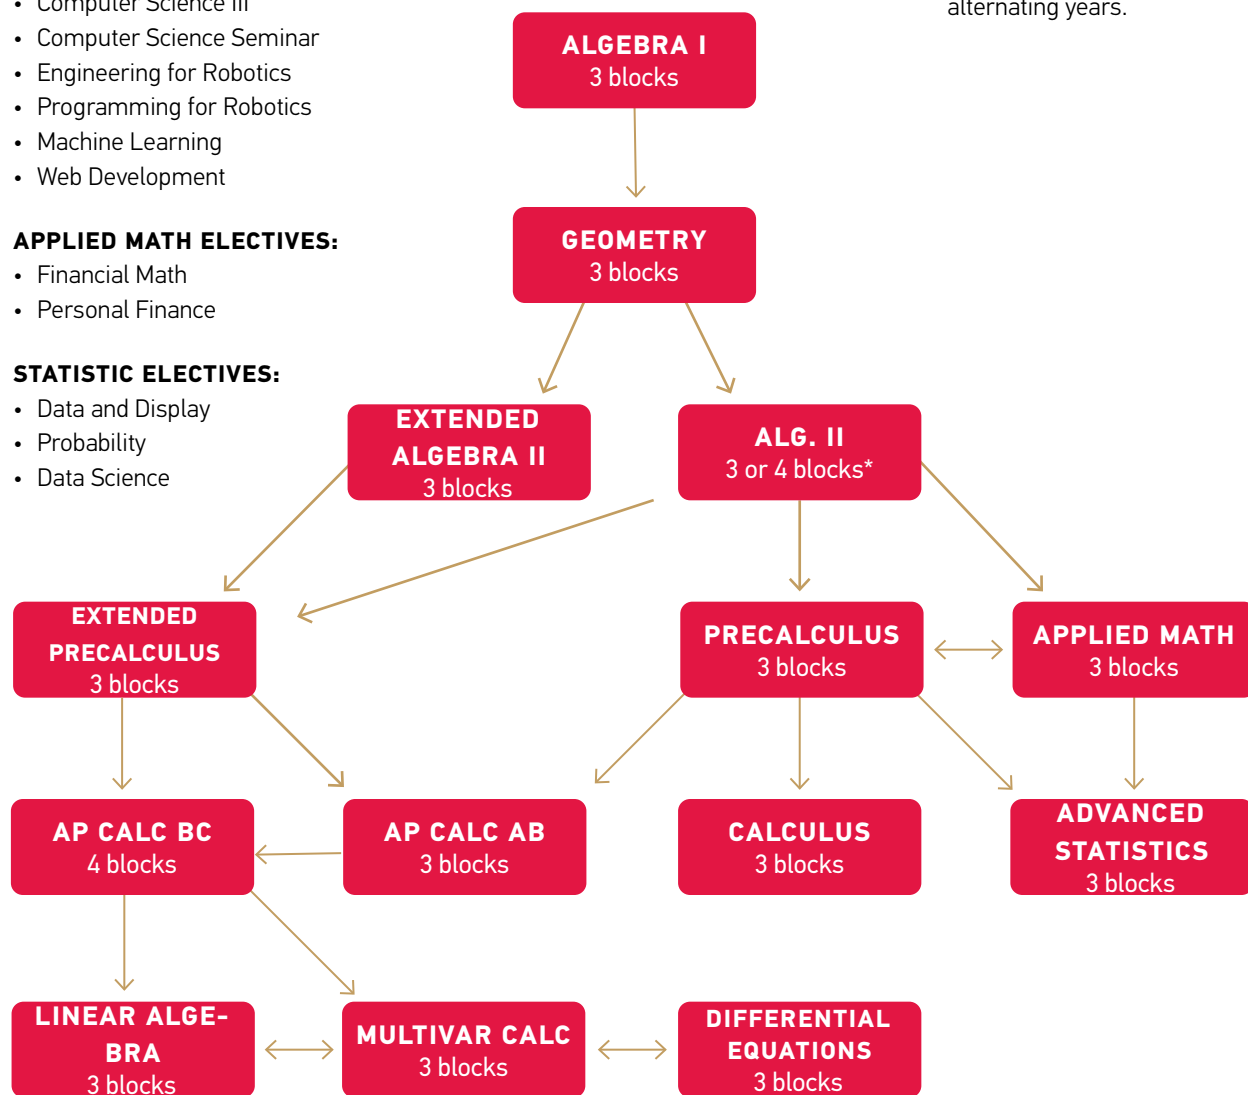 • Computer Science III
• Computer Science Seminar
• Engineering for Robotics
• Programming for Robotics
• Machine Learning
• Web Development
APPLIED MATH ELECTIVES:
• Financial Math
• Personal Finance
STATISTIC ELECTIVES:
• Data and Display
• Probability
• Data Science
alternating years.
ALGEBRA I
3 blocks
GEOMETRY
3 blocks
EXTENDED
ALGEBRA II
3 blocks
ALG. II
3 or 4 blocks*
EXTENDED
PRECALCULUS
3 blocks
PRECALCULUS
3 blocks
APPLIED MATH
3 blocks
AP CALC BC
4 blocks
AP CALC AB
3 blocks
CALCULUS
3 blocks
ADVANCED
STATISTICS
3 blocks
LINEAR ALGE-
BRA
3 blocks
MULTIVAR CALC
3 blocks
DIFFERENTIAL
EQUATIONS
3 blocks